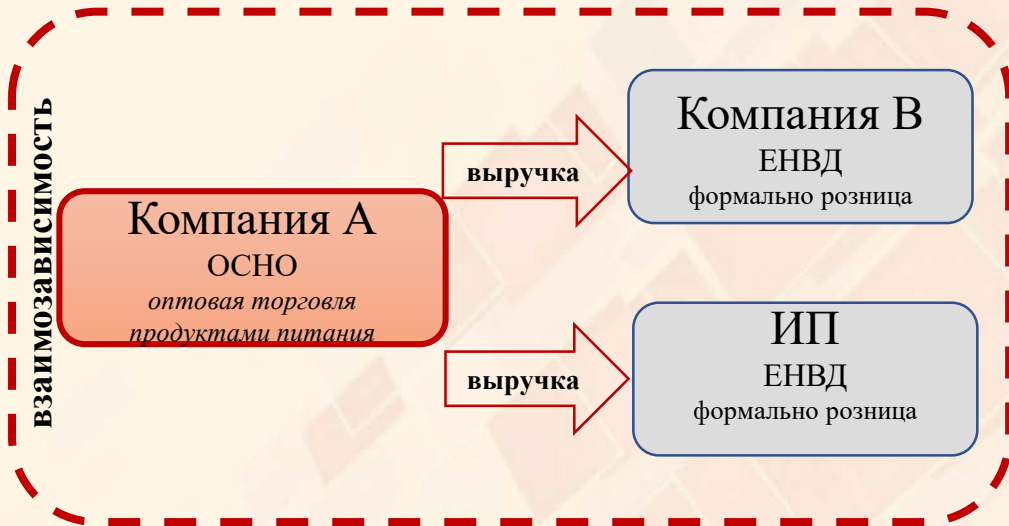 взаимозависимость
Компания А
ОСНО
оптовая торговля
продуктами питания
выручка
Компания В
ЕНВД
формально розница
выручка
ИП
ЕНВД
формально розница